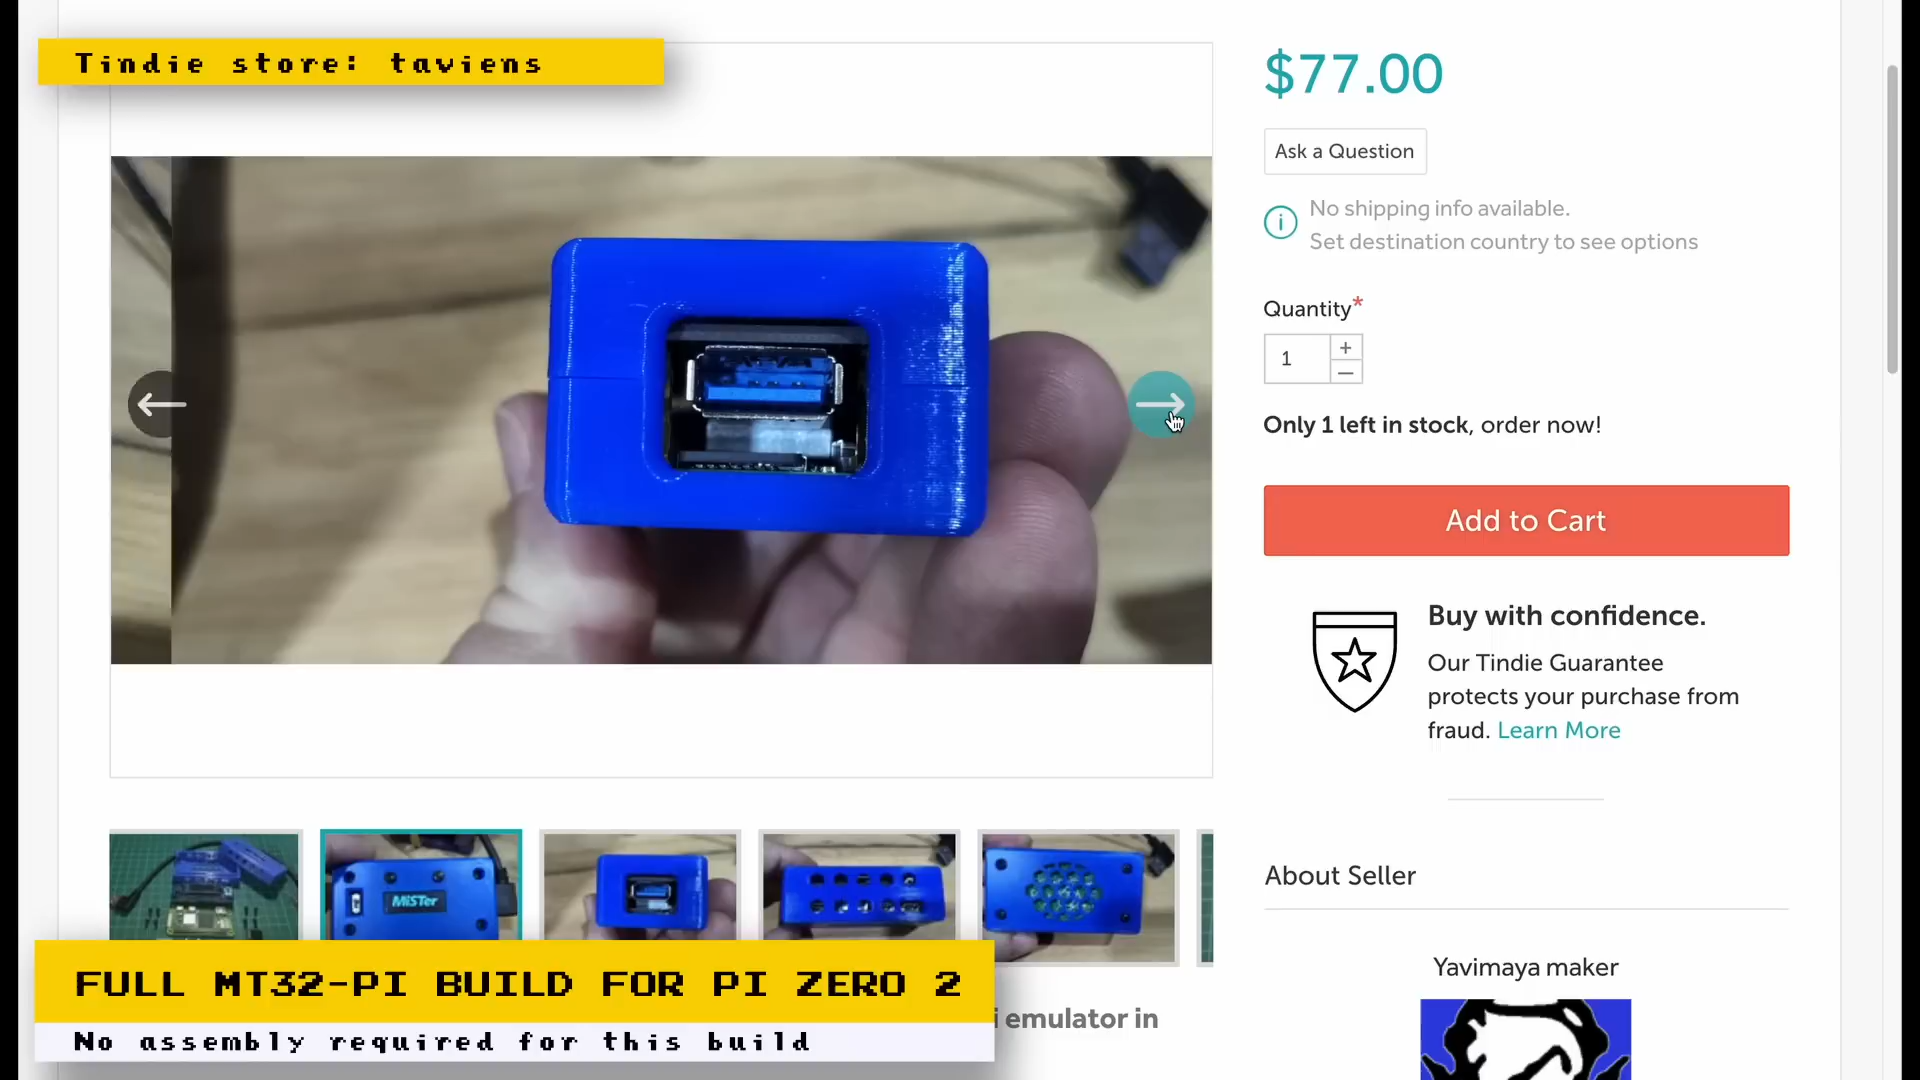 Tindie store: taviens
$77.00
Ask a Question
No shipping info available.
Set destination country to see options
Quantity*
1
+
−
Only 1 left in stock, order now!
Add to Cart
Buy with confidence.
Our Tindie Guarantee
protects your purchase from
fraud. Learn More
MiSTer
About Seller
Yavimaya maker
FULL MT32-PI BUILD FOR PI ZERO 2
i emulator in
No assembly required for this build